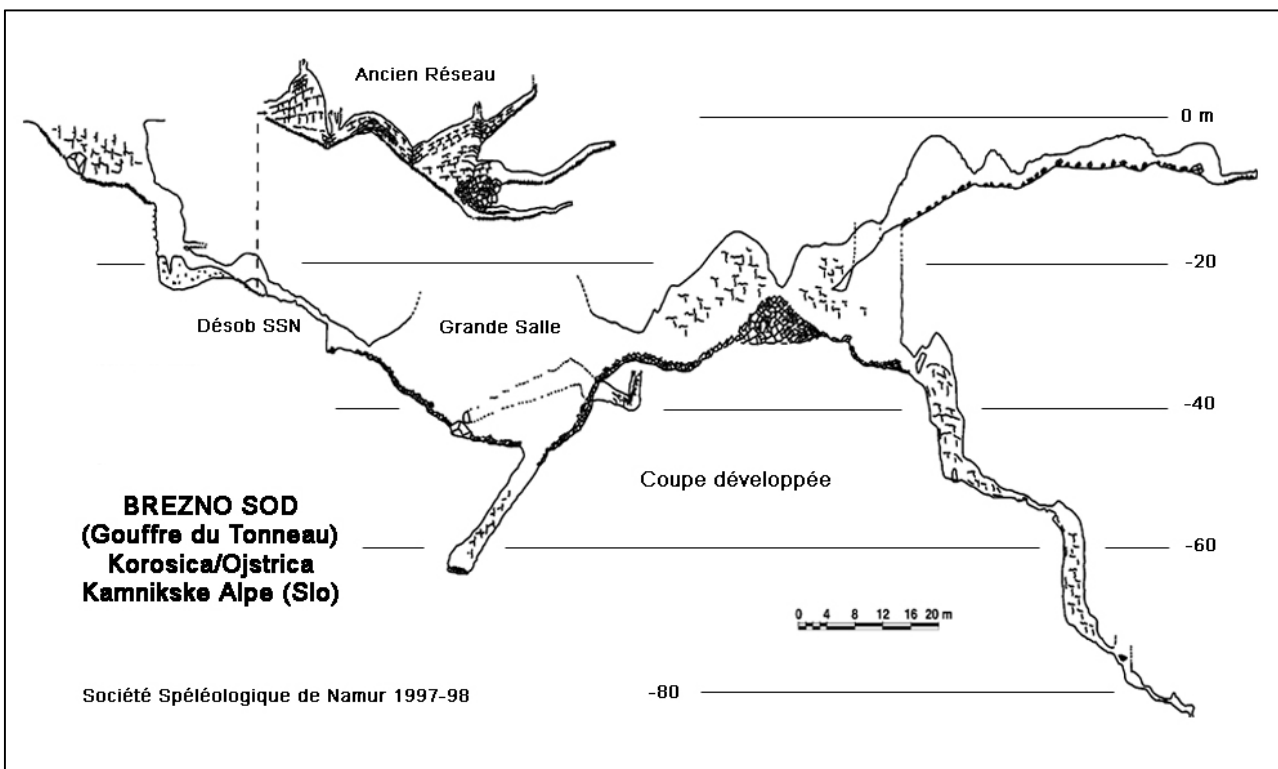 Ancien Réseau
0 m
-20
Désob SSN
Grande Salle
-40
Coupe développée
BREZNO SOD
(Gouffre du Tonneau)
Korosica/Ojstrica
Kamnikske Alpe (Slo)
-60
0 4 8 12 16 20 m
Société Spéléologique de Namur 1997-98
-80